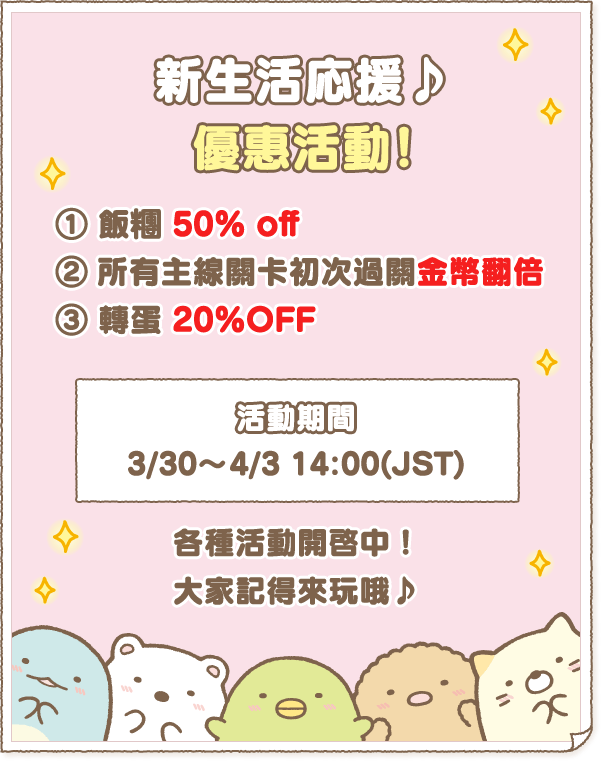 新生活応援♪
優惠活動!
① 飯糰 50% off
② 所有主線關卡初次過關金幣翻倍
③ 轉蛋 20%OFF
活動期間
3/30～4/3 14:00(JST)
各種活動開啓中！
大家記得來玩哦♪